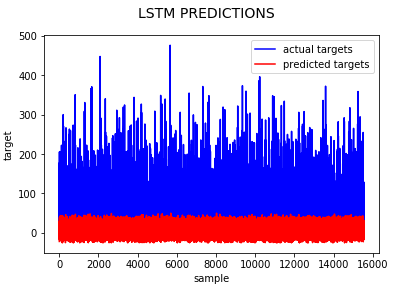 LSTM PREDICTIONS
500
400
300
200
100
0
target
actual targets
predicted targets
0 2000 4000 6000 8000 10000 12000 14000 16000
sample